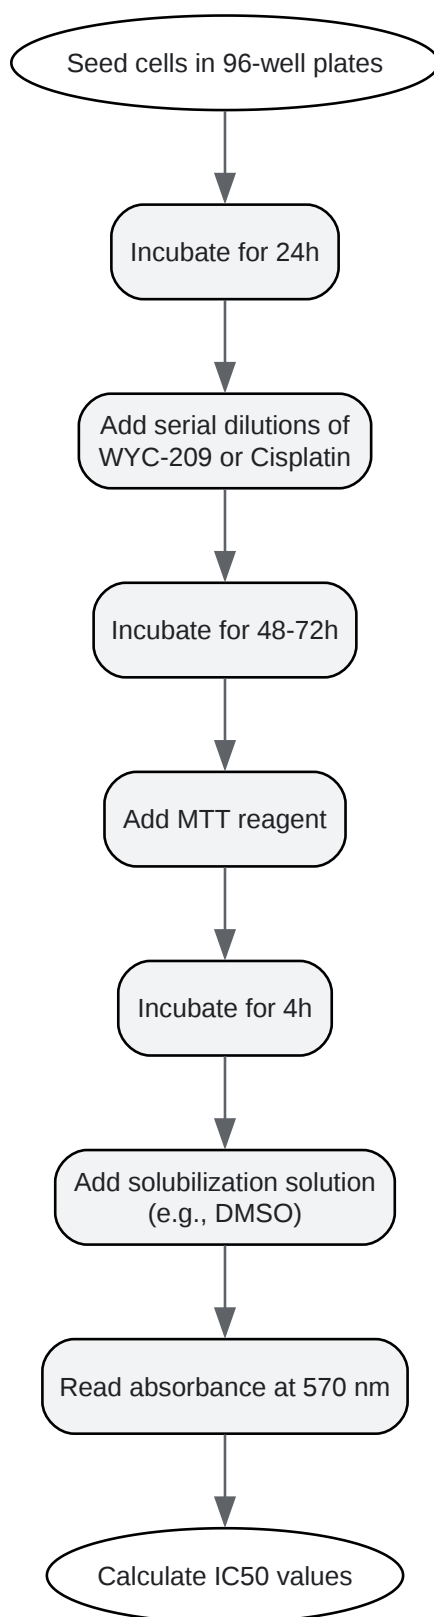 Seed cells in 96-well plates
Incubate for 24h
Add serial dilutions of
WYC-209 or Cisplatin
Incubate for 48-72h
Add MTT reagent
Incubate for 4h
Add solubilization solution
(e.g., DMSO)
Read absorbance at 570 nm
Calculate IC50 values